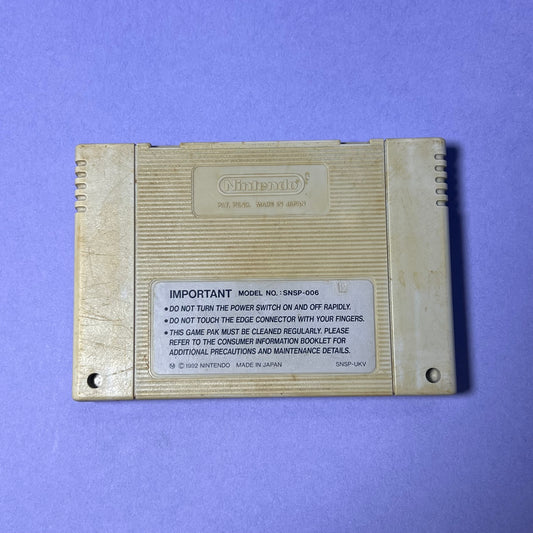 Nintendo®
PAT. PEND. MADE IN JAPAN
IMPORTANT MODEL NO. : SNSP-006
• DO NOT TURN THE POWER SWITCH ON AND OFF RAPIDLY.
• DO NOT TOUCH THE EDGE CONNECTOR WITH YOUR FINGERS.
• THIS GAME PAK MUST BE CLEANED REGULARLY. PLEASE
REFER TO THE CONSUMER INFORMATION BOOKLET FOR
ADDITIONAL PRECAUTIONS AND MAINTENANCE DETAILS.
Ⓜ ©1992 NINTENDO MADE IN JAPAN SNSP-UKV